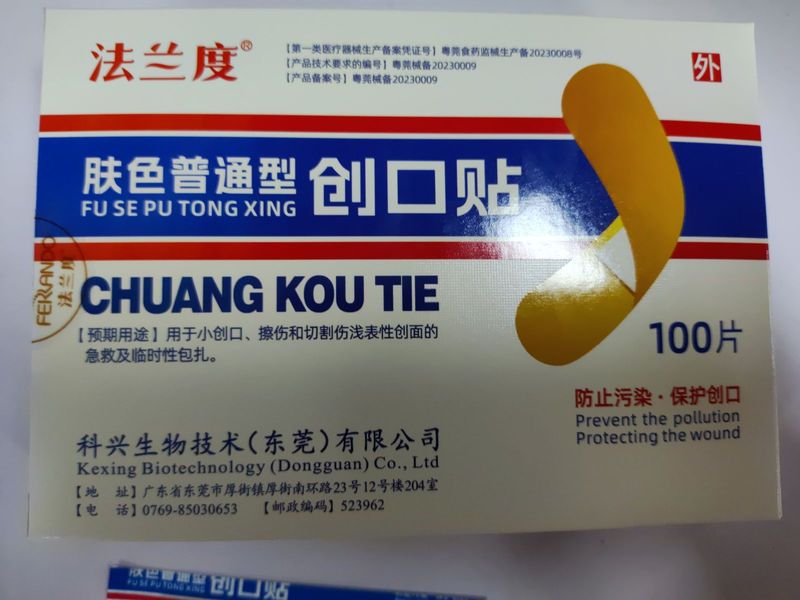 法兰度®
【第一类医疗器械生产备案凭证号】粤莞食药监械生产备20230008号
【产品技术要求的编号】粤莞械备20230009
【产品备案号】粤莞械备20230009
外
肤色普通型
FU SE PU TONG XING
创口贴
FERRANDO
法兰度
CHUANG KOU TIE
【预期用途】用于小创口、擦伤和切割伤浅表性创面的
急救及临时性包扎。
100片
防止污染·保护创口
Prevent the pollution
Protecting the wound
科兴生物技术(东莞)有限公司
Kexing Biotechnology (Dongguan) Co., Ltd
【地 址】广东省东莞市厚街镇厚街南环路23号12号楼204室
【电 话】0769-85030653 【邮政编码】523962
肤色普通型
FU SE PU TONG XING
创口贴